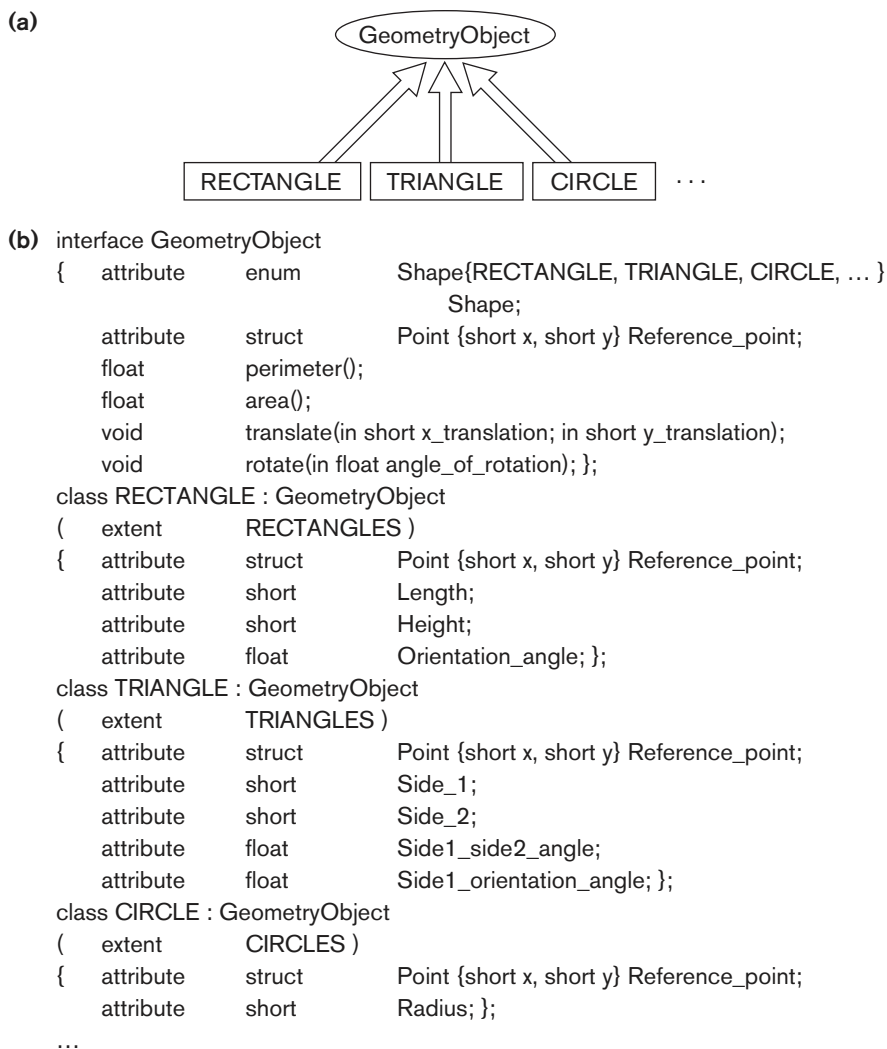 (a)
GeometryObject
RECTANGLE TRIANGLE CIRCLE . . .
(b) interface GeometryObject
{ attribute enum Shape{RECTANGLE, TRIANGLE, CIRCLE, … }
Shape;
attribute struct Point {short x, short y} Reference_point;
float perimeter();
float area();
void translate(in short x_translation; in short y_translation);
void rotate(in float angle_of_rotation); };
class RECTANGLE : GeometryObject
( extent RECTANGLES )
{ attribute struct Point {short x, short y} Reference_point;
attribute short Length;
attribute short Height;
attribute float Orientation_angle; };
class TRIANGLE : GeometryObject
( extent TRIANGLES )
{ attribute struct Point {short x, short y} Reference_point;
attribute short Side_1;
attribute short Side_2;
attribute float Side1_side2_angle;
attribute float Side1_orientation_angle; };
class CIRCLE : GeometryObject
( extent CIRCLES )
{ attribute struct Point {short x, short y} Reference_point;
attribute short Radius; };
…